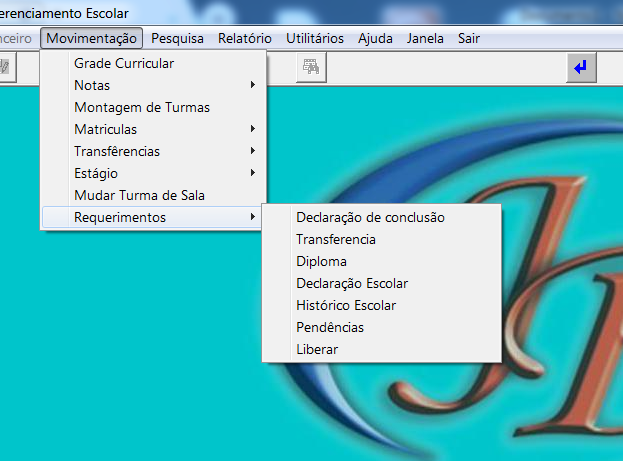 erenciamento Escolar
nceiro Movimentação Pesquisa Relatório Utilitários Ajuda Janela Sair
Grade Curricular
Notas
Montagem de Turmas
Matriculas
Transfêrencias
Estágio
Mudar Turma de Sala
Requerimentos
Declaração de conclusão
Transferencia
Diploma
Declaração Escolar
Histórico Escolar
Pendências
Liberar